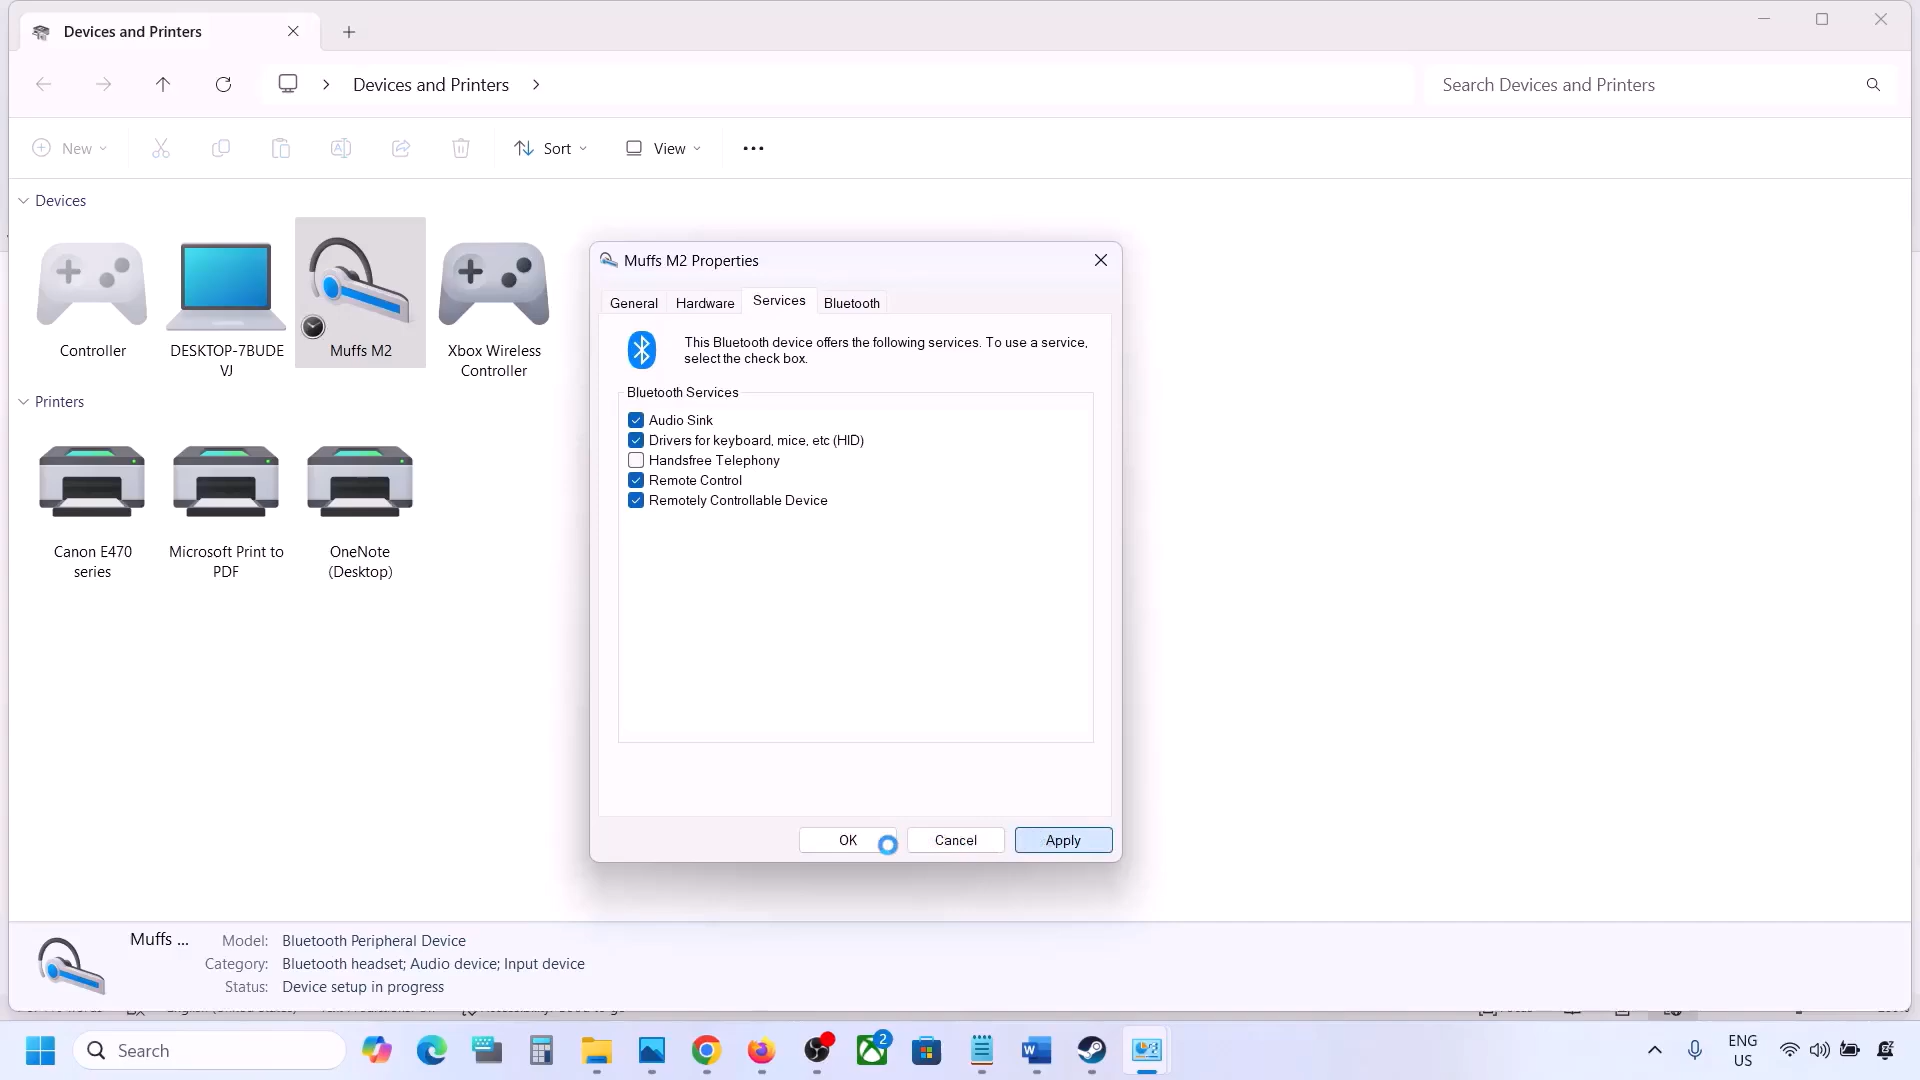 Devices and Printers
Devices and Printers
Search Devices and Printers
New
Sort
View
Devices
Controller
DESKTOP-7BUDE
VJ
Muffs M2
Xbox Wireless
Controller
Printers
Canon E470
series
Microsoft Print to
PDF
OneNote
(Desktop)
Muffs M2 Properties
General
Hardware
Services
Bluetooth
This Bluetooth device offers the following services. To use a service,
select the check box.
Bluetooth Services
Audio Sink
Drivers for keyboard, mice, etc (HID)
Handsfree Telephony
Remote Control
Remotely Controllable Device
OK
Cancel
Apply
Muffs ...
Model: Bluetooth Peripheral Device
Category: Bluetooth headset; Audio device; Input device
Status: Device setup in progress
Search
2
ENG
US